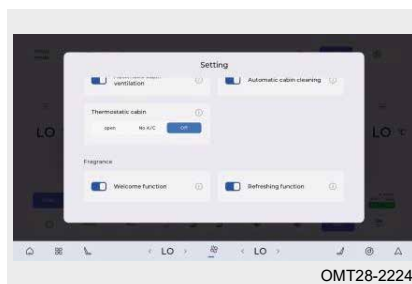 Setting
ventilation
Automatic cabin cleaning
Thermostatic cabin
open No A/C Off
Fragrance
Welcome function
Refreshing function
LO
LO °C
LO
LO
OMT28-2224